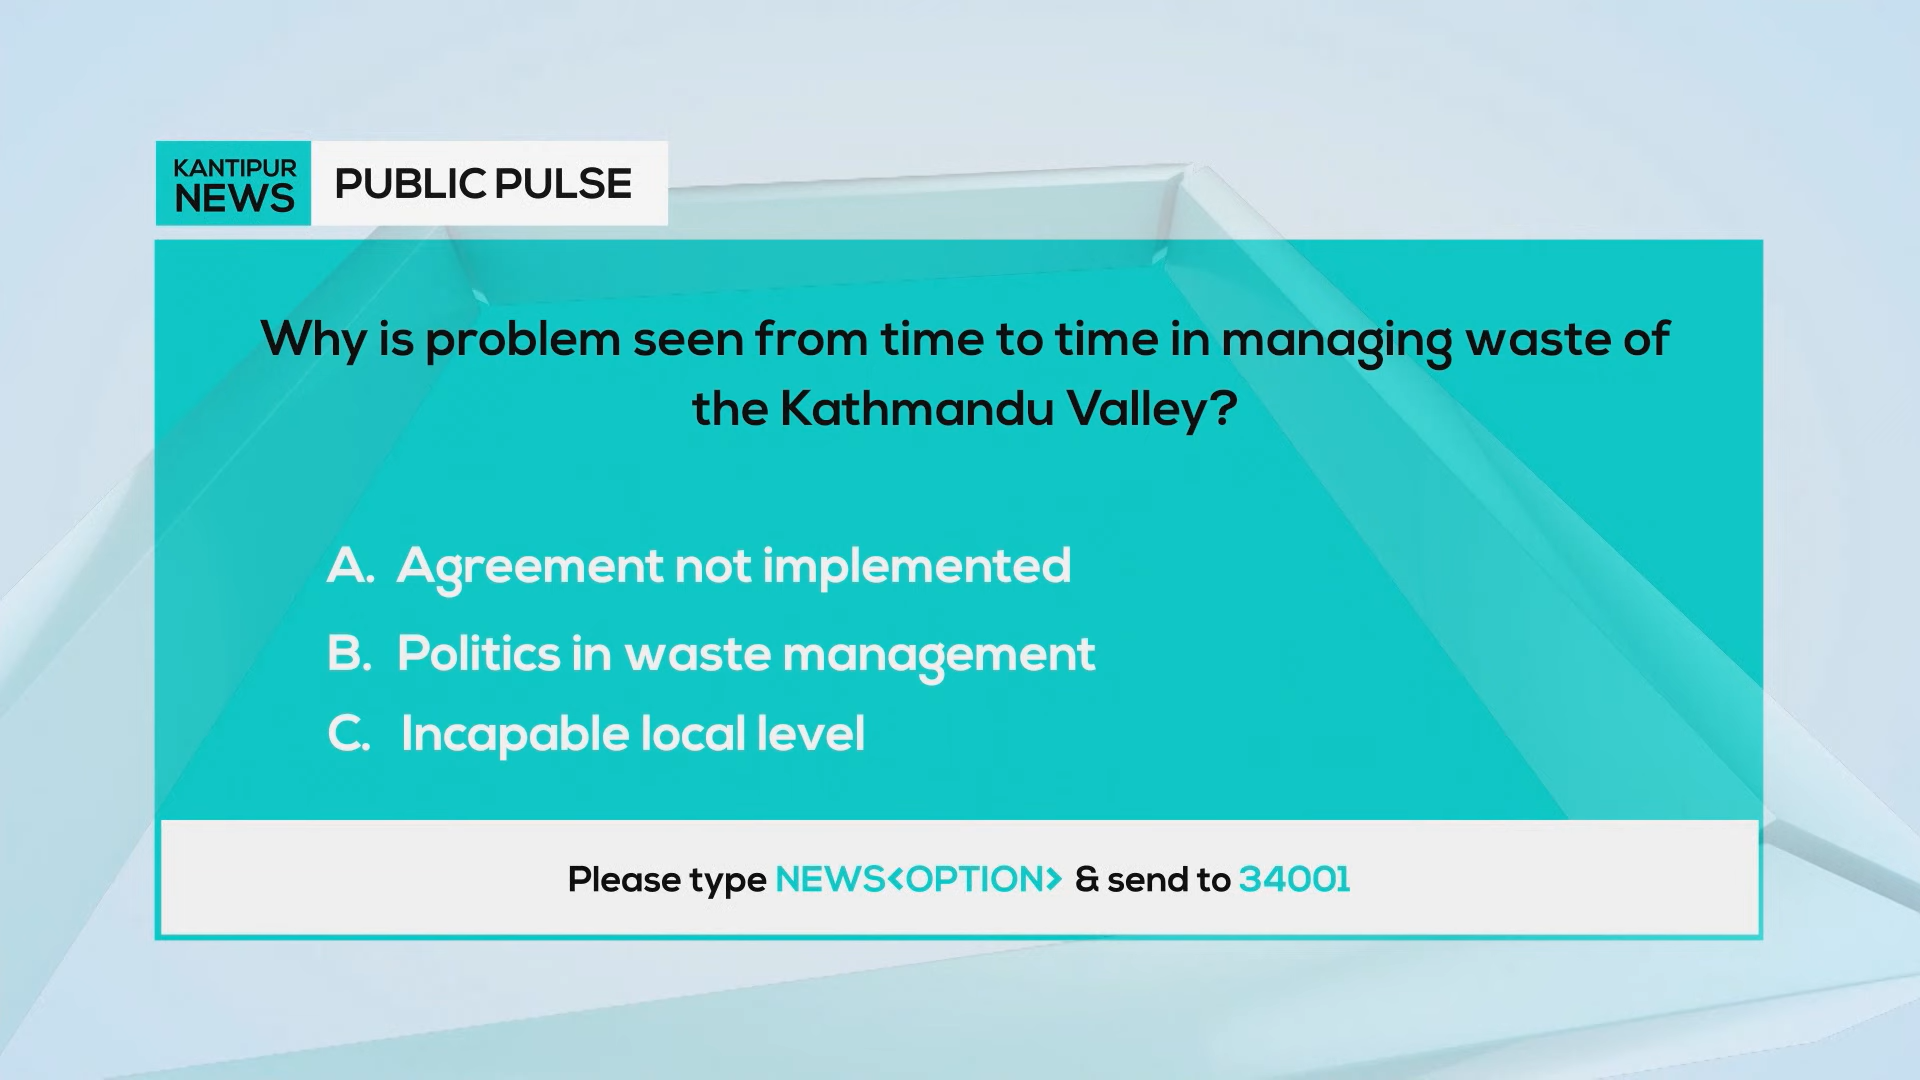 KANTIPUR
NEWS
PUBLIC PULSE
Why is problem seen from time to time in managing waste of
the Kathmandu Valley?
A. Agreement not implemented
B. Politics in waste management
C. Incapable local level
Please type NEWS<OPTION> & send to 34001